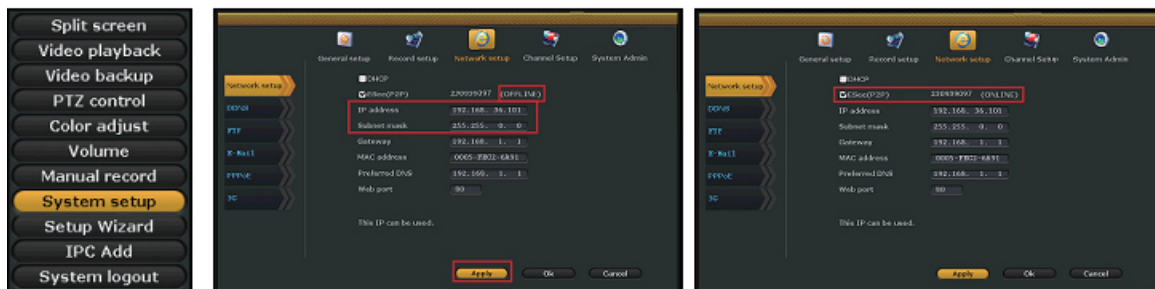 Split screen
Video playback
Video backup
PTZ control
Color adjust
Volume
Manual record
System setup
Setup Wizard
IPC Add
System logout
General setup Record setup Network setup Channel Setup System Admin
Network setup
DDNS
FTP
E-Mail
PPPoE
3G
DHCP
ESee(P2P) 230939097 (OFFLINE)
IP address 192.168. 36.101
Subnet mask 255.255. 0. 0
Gateway 192.168. 1. 1
MAC address
Preferred DNS 192.168. 1. 1
Web port 80
This IP can be used.
Apply Ok Cancel
General setup Record setup Network setup Channel Setup System Admin
Network setup
DDNS
FTP
E-Mail
PPPoE
3G
DHCP
ESee(P2P) 230939097 (ONLINE)
IP address 192.168. 36.101
Subnet mask 255.255. 0. 0
Gateway 192.168. 1. 1
MAC address
Preferred DNS 192.168. 1. 1
Web port 80
This IP can be used.
Apply Ok Cancel